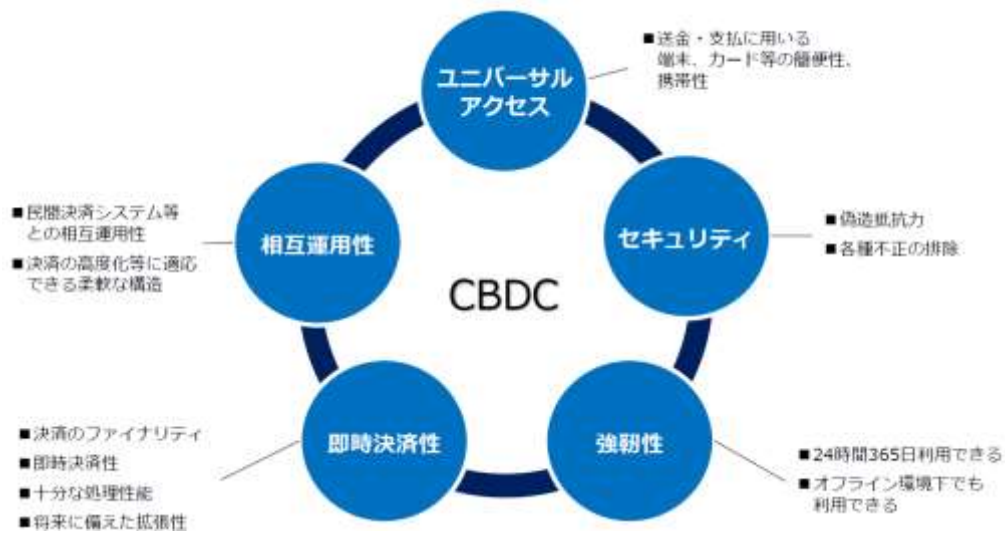 ユニバーサル
アクセス
■送金・支払に用いる
端末、カード等の簡便性、
携帯性
セキュリティ
■偽造抵抗力
■各種不正の排除
強靭性
■24時間365日利用できる
■オフライン環境下でも
利用できる
即時決済性
■決済のファイナリティ
■即時決済性
■十分な処理性能
■将来に備えた拡張性
相互運用性
■民間決済システム等
との相互運用性
■決済の高度化等に適応
できる柔軟な構造
CBDC